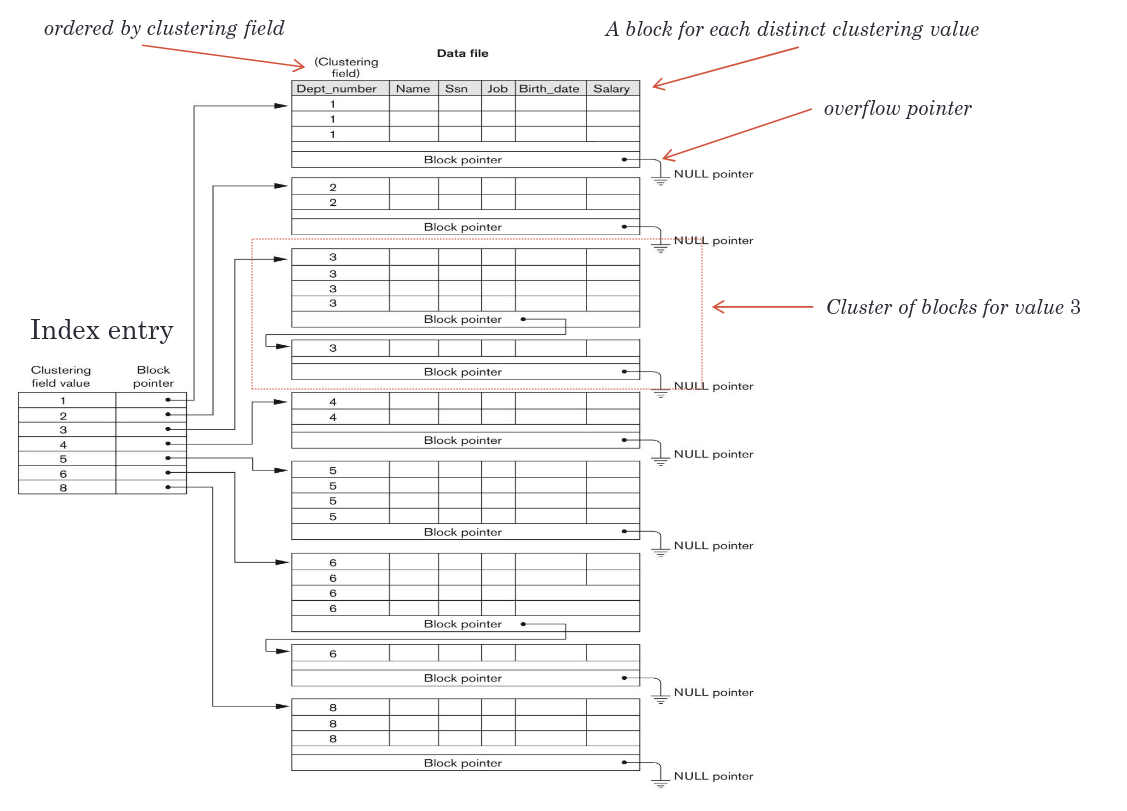 ordered by clustering field
A block for each distinct clustering value
Data file
(Clustering
field)
Dept_number Name Ssn Job Birth_date Salary
overflow pointer
1
1
1
Block pointer
NULL pointer
2
2
Block pointer
NULL pointer
3
3
3
3
Block pointer
Cluster of blocks for value 3
3
Block pointer
NULL pointer
Index entry
Clustering
field value
Block
pointer
1
2
3
4
5
6
8
4
4
Block pointer
NULL pointer
5
5
5
5
Block pointer
NULL pointer
6
6
6
6
Block pointer
6
Block pointer
NULL pointer
8
8
8
Block pointer
NULL pointer